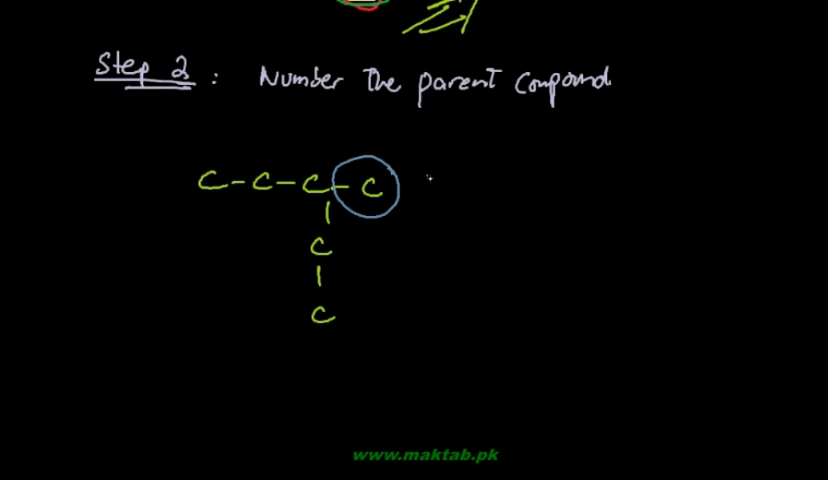 Step 2 : Number The parent Compound
C-C-C-C
C
C
www.maktab.pk